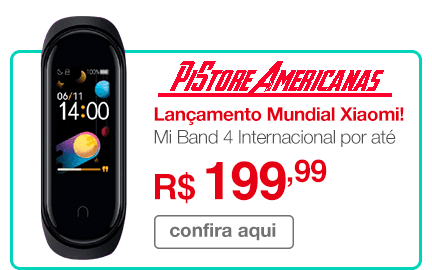 PISTORE AMERICANAS
Lançamento Mundial Xiaomi!
Mi Band 4 Internacional por até
R$ 199,99
confira aqui
100%
06/11
14:00